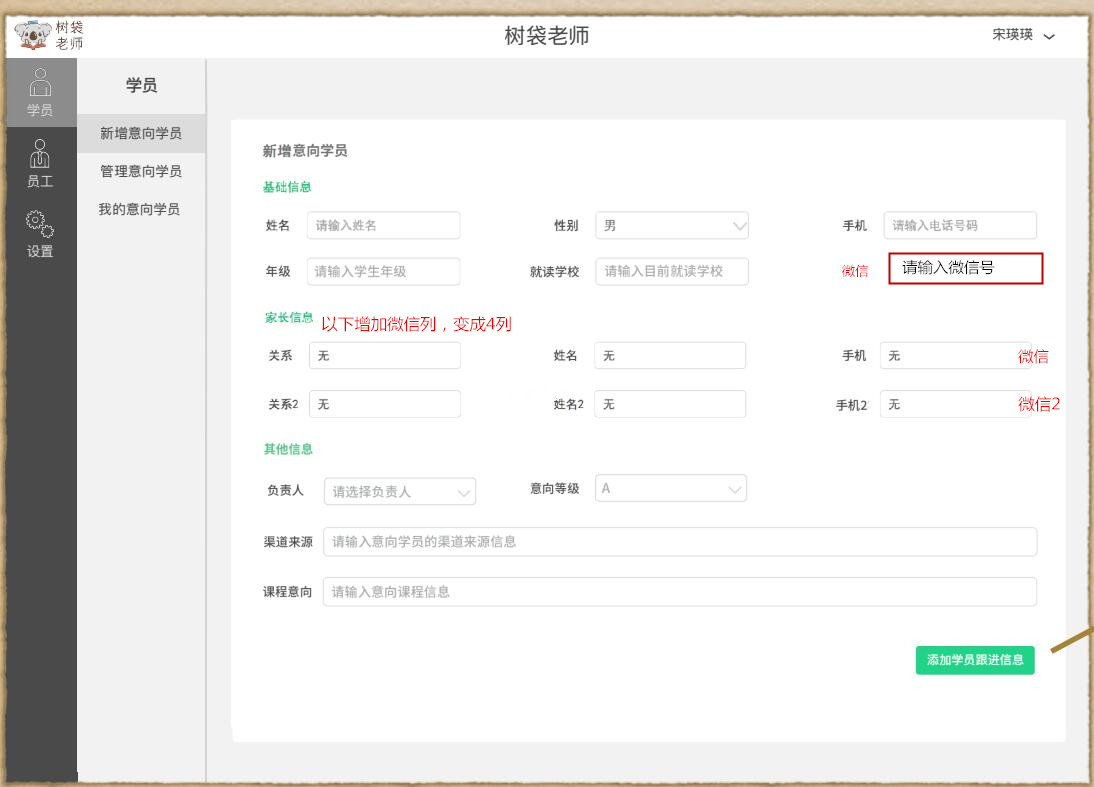 树袋
老师
树袋老师
宋瑛瑛
学员
员工
设置
学员
新增意向学员
管理意向学员
我的意向学员
新增意向学员
基础信息
姓名 请输入姓名 性别 男 手机 请输入电话号码
年级 请输入学生年级 就读学校 请输入目前就读学校 微信 请输入微信号
家长信息 以下增加微信列，变成4列
关系 无 姓名 无 手机 无 微信
关系2 无 姓名2 无 手机2 无 微信2
其他信息
负责人 请选择负责人 意向等级 A
渠道来源 请输入意向学员的渠道来源信息
课程意向 请输入意向课程信息
添加学员跟进信息